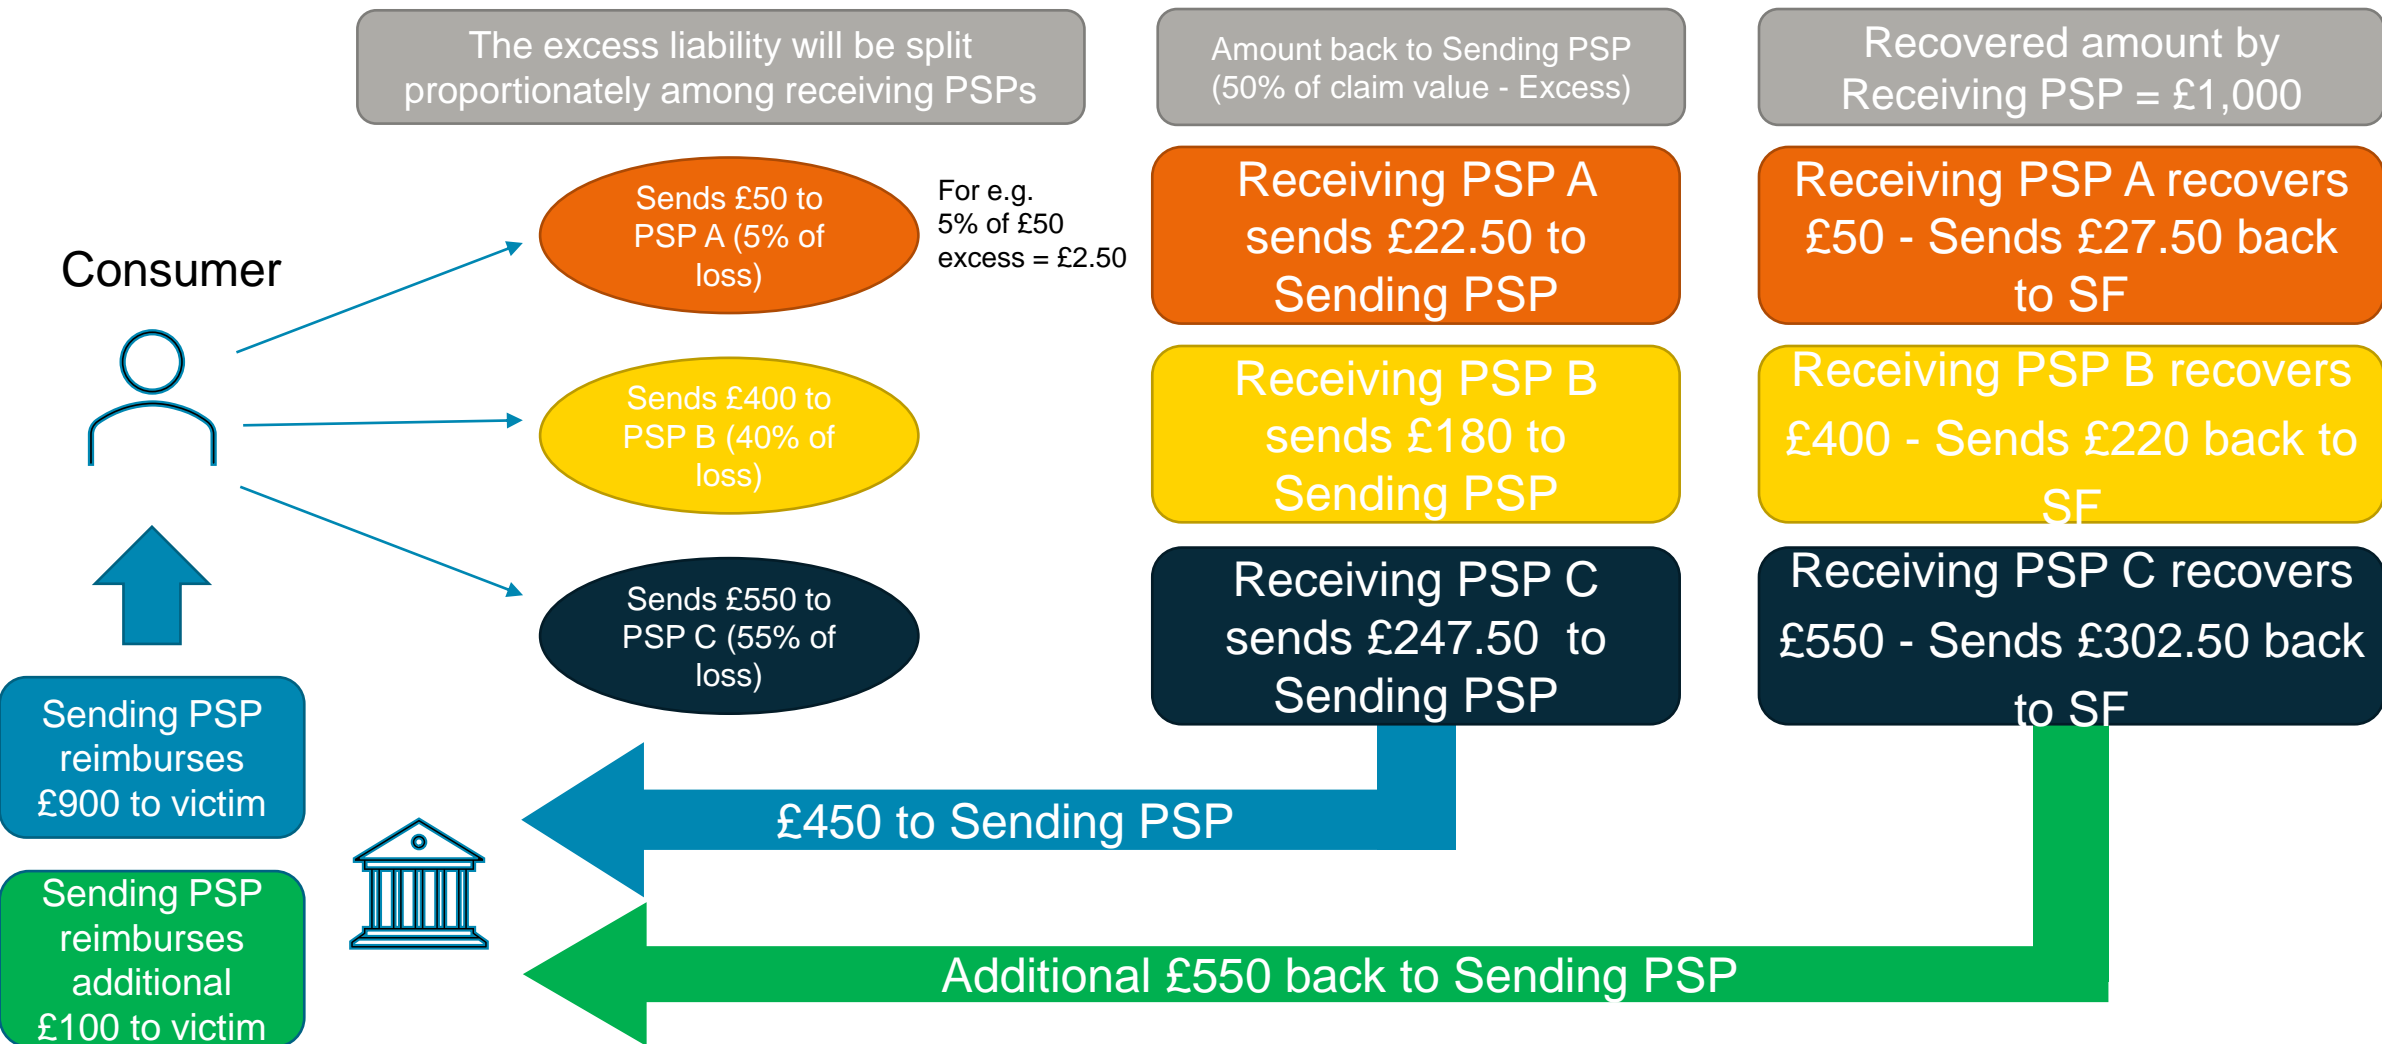 The excess liability will be split
proportionately among receiving PSPs
Amount back to Sending PSP
(50% of claim value - Excess)
Recovered amount by
Receiving PSP = £1,000
Consumer
Sends £50 to
PSP A (5% of
loss)
For e.g.
5% of £50
excess = £2.50
Receiving PSP A
sends £22.50 to
Sending PSP
Receiving PSP A recovers
£50 - Sends £27.50 back
to SF
Sends £400 to
PSP B (40% of
loss)
Receiving PSP B
sends £180 to
Sending PSP
Receiving PSP B recovers
£400 - Sends £220 back to
SF
Sends £550 to
PSP C (55% of
loss)
Receiving PSP C
sends £247.50  to
Sending PSP
Receiving PSP C recovers
£550 - Sends £302.50 back
to SF
Sending PSP
reimburses
£900 to victim
£450 to Sending PSP
Sending PSP
reimburses
additional
£100 to victim
Additional £550 back to Sending PSP